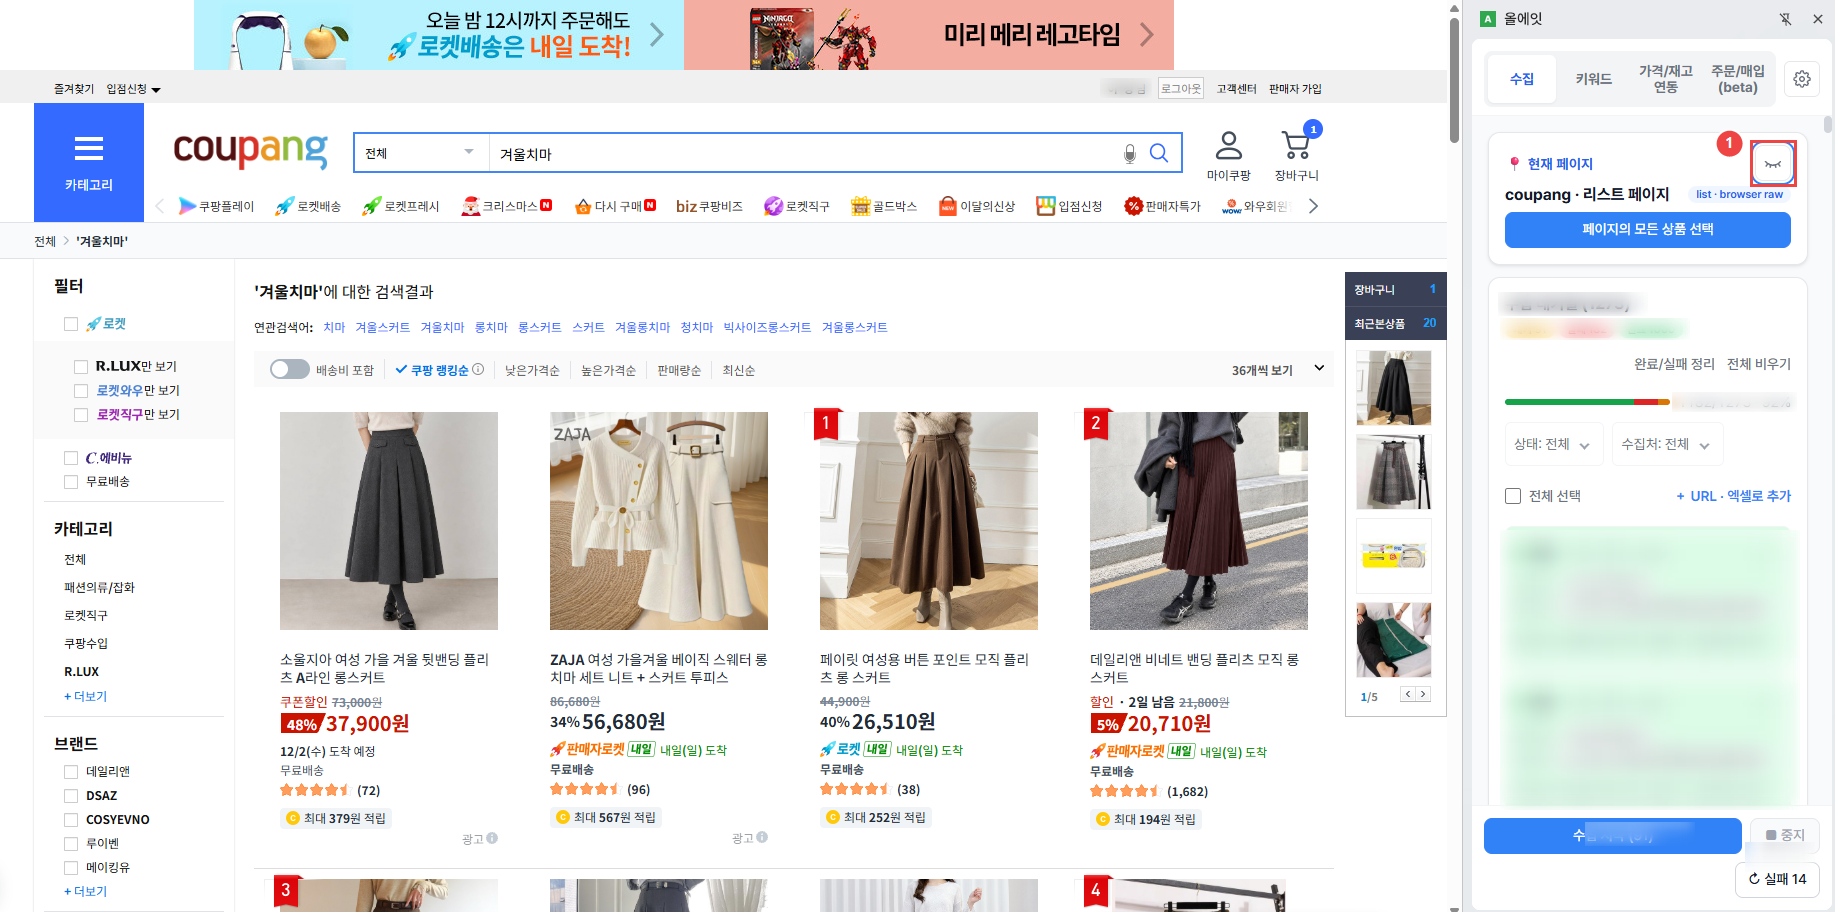 오늘 밤 12시까지 주문해도
로켓배송은 내일 도착!
미리 메리 레고타임
NINJAGO
즐겨찾기 입점신청
로그아웃 고객센터 판매자 가입
카테고리
coupang
전체
겨울치마
마이쿠팡
1
장바구니
쿠팡플레이 로켓배송 로켓프레시 크리스마스 N 다시 구매 N biz 쿠팡비즈 로켓직구 골드박스 이달의신상 입점신청 판매자특가 WOW! 와우회원
전체 > '겨울치마'
필터
로켓
R.LUX만 보기
로켓와우만 보기
로켓직구만 보기
C.에비뉴
무료배송
카테고리
전체
패션의류/잡화
로켓직구
쿠팡수입
R.LUX
+ 더보기
브랜드
데일리앤
DSAZ
COSYEVNO
루이벤
메이킹유
+ 더보기
'겨울치마'에 대한 검색결과
연관검색어: 치마 겨울스커트 겨울치마 롱치마 롱스커트 스커트 겨울롱치마 청치마 빅사이즈롱스커트 겨울롱스커트
배송비 포함 쿠팡 랭킹순 낮은가격순 높은가격순 판매량순 최신순
36개씩 보기
소울지아 여성 가을 겨울 뒷밴딩 플리
츠 A라인 롱스커트
쿠폰할인 73,000원
48% 37,900원
12/2(수) 도착 예정
무료배송
(72)
최대 379원 적립
광고
ZAJA
ZAJA 여성 가을겨울 베이직 스웨터 롱
치마 세트 니트 + 스커트 투피스
86,680원
34% 56,680원
판매자로켓 내일 내일(일) 도착
무료배송
(96)
최대 567원 적립
광고
1
페이릿 여성용 버튼 포인트 모직 플리
츠 롱 스커트
44,900원
40% 26,510원
로켓 내일 내일(일) 도착
무료배송
(38)
최대 252원 적립
2
데일리앤 비네트 밴딩 플리츠 모직 롱
스커트
할인 · 2일 남음 21,800원
5% 20,710원
판매자로켓 내일 내일(일) 도착
무료배송
(1,682)
최대 194원 적립
3
4
장바구니 1
최근본상품 20
1/5
A 올에잇
수집
키워드
가격/재고
연동
주문/매입
(beta)
1
현재 페이지
coupang · 리스트 페이지
list · browser raw
페이지의 모든 상품 선택
완료/실패 정리 전체 비우기
상태: 전체
수집처: 전체
전체 선택
+ URL · 엑셀로 추가
중지
실패 14